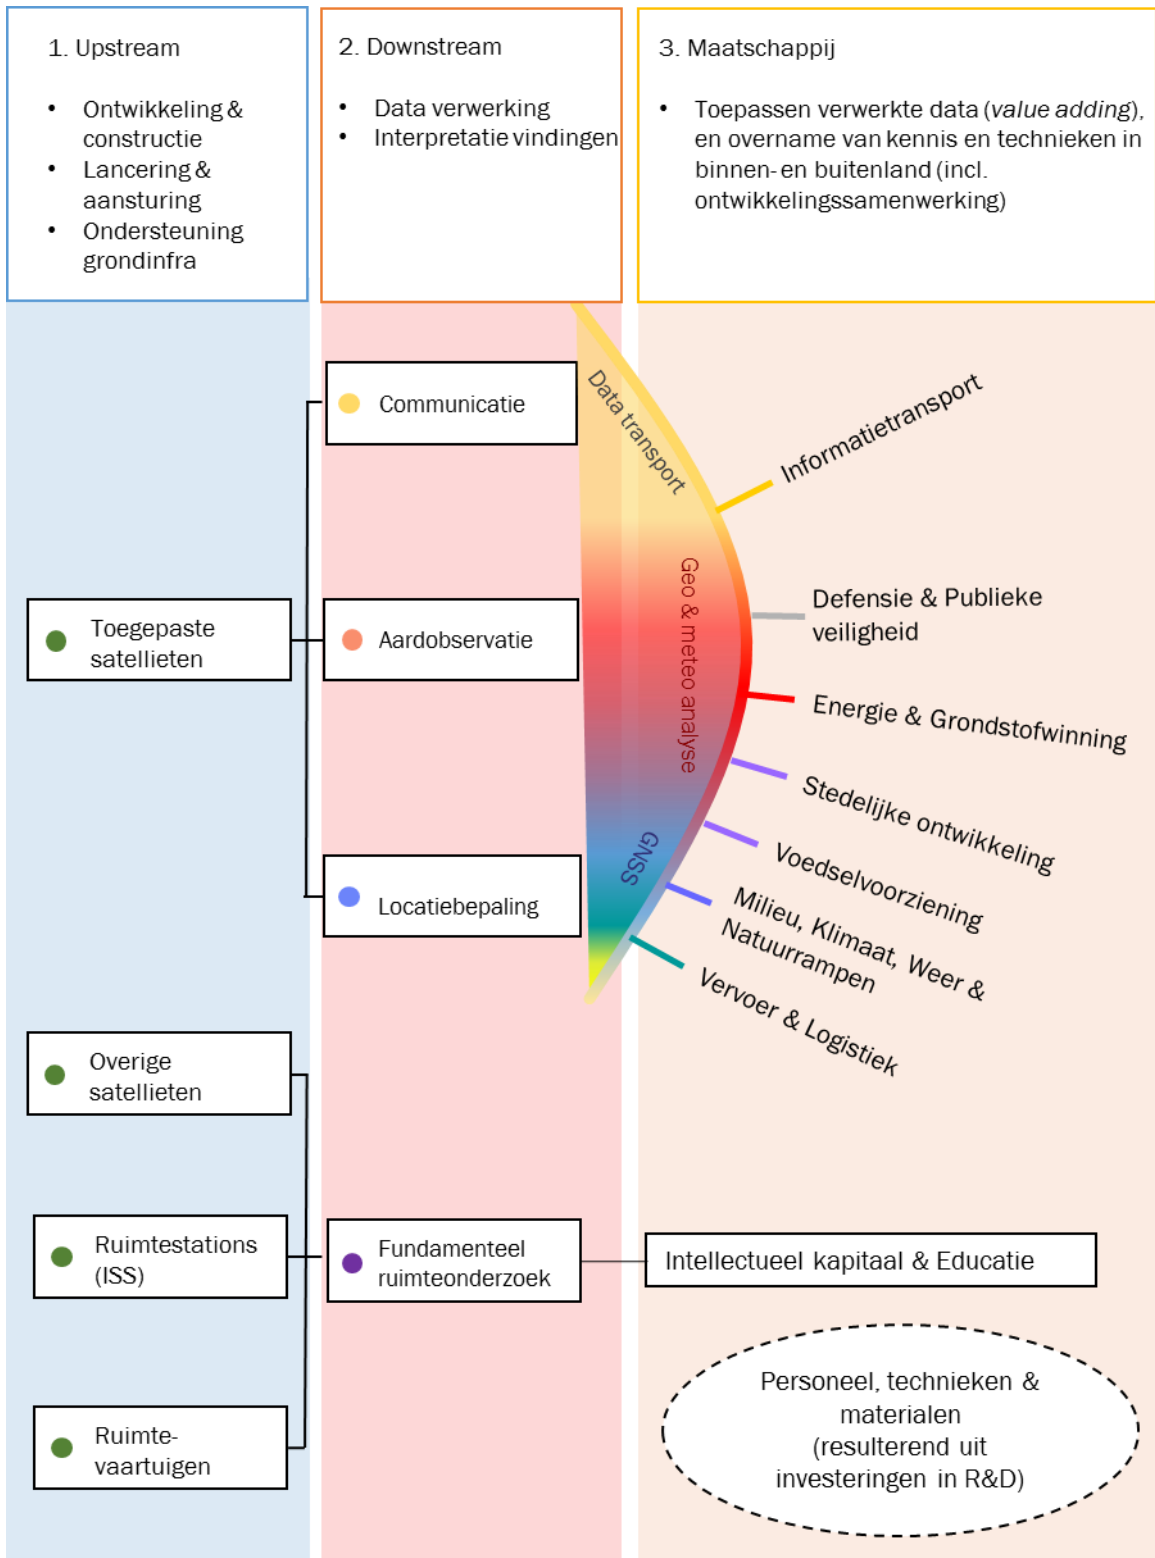 1. Upstream
• Ontwikkeling &
constructie
• Lancering &
aansturing
• Ondersteuning
grondinfra
2. Downstream
• Data verwerking
• Interpretatie vindingen
3. Maatschappij
• Toepassen verwerkte data (value adding),
en overname van kennis en technieken in
binnen- en buitenland (incl.
ontwikkelingssamenwerking)
Toegepaste
satellieten
Communicatie
Aardobservatie
Locatiebepaling
Data transport
Geo & meteo analyse
GNSS
Informatietransport
Defensie & Publieke
veiligheid
Energie & Grondstofwinning
Stedelijke ontwikkeling
Voedselvoorziening
Milieu, Klimaat, Weer &
Natuurrampen
Vervoer & Logistiek
Overige
satellieten
Ruimtestations
(ISS)
Ruimte-
vaartuigen
Fundamenteel
ruimteonderzoek
Intellectueel kapitaal & Educatie
Personeel, technieken &
materialen
(resulterend uit
investeringen in R&D)